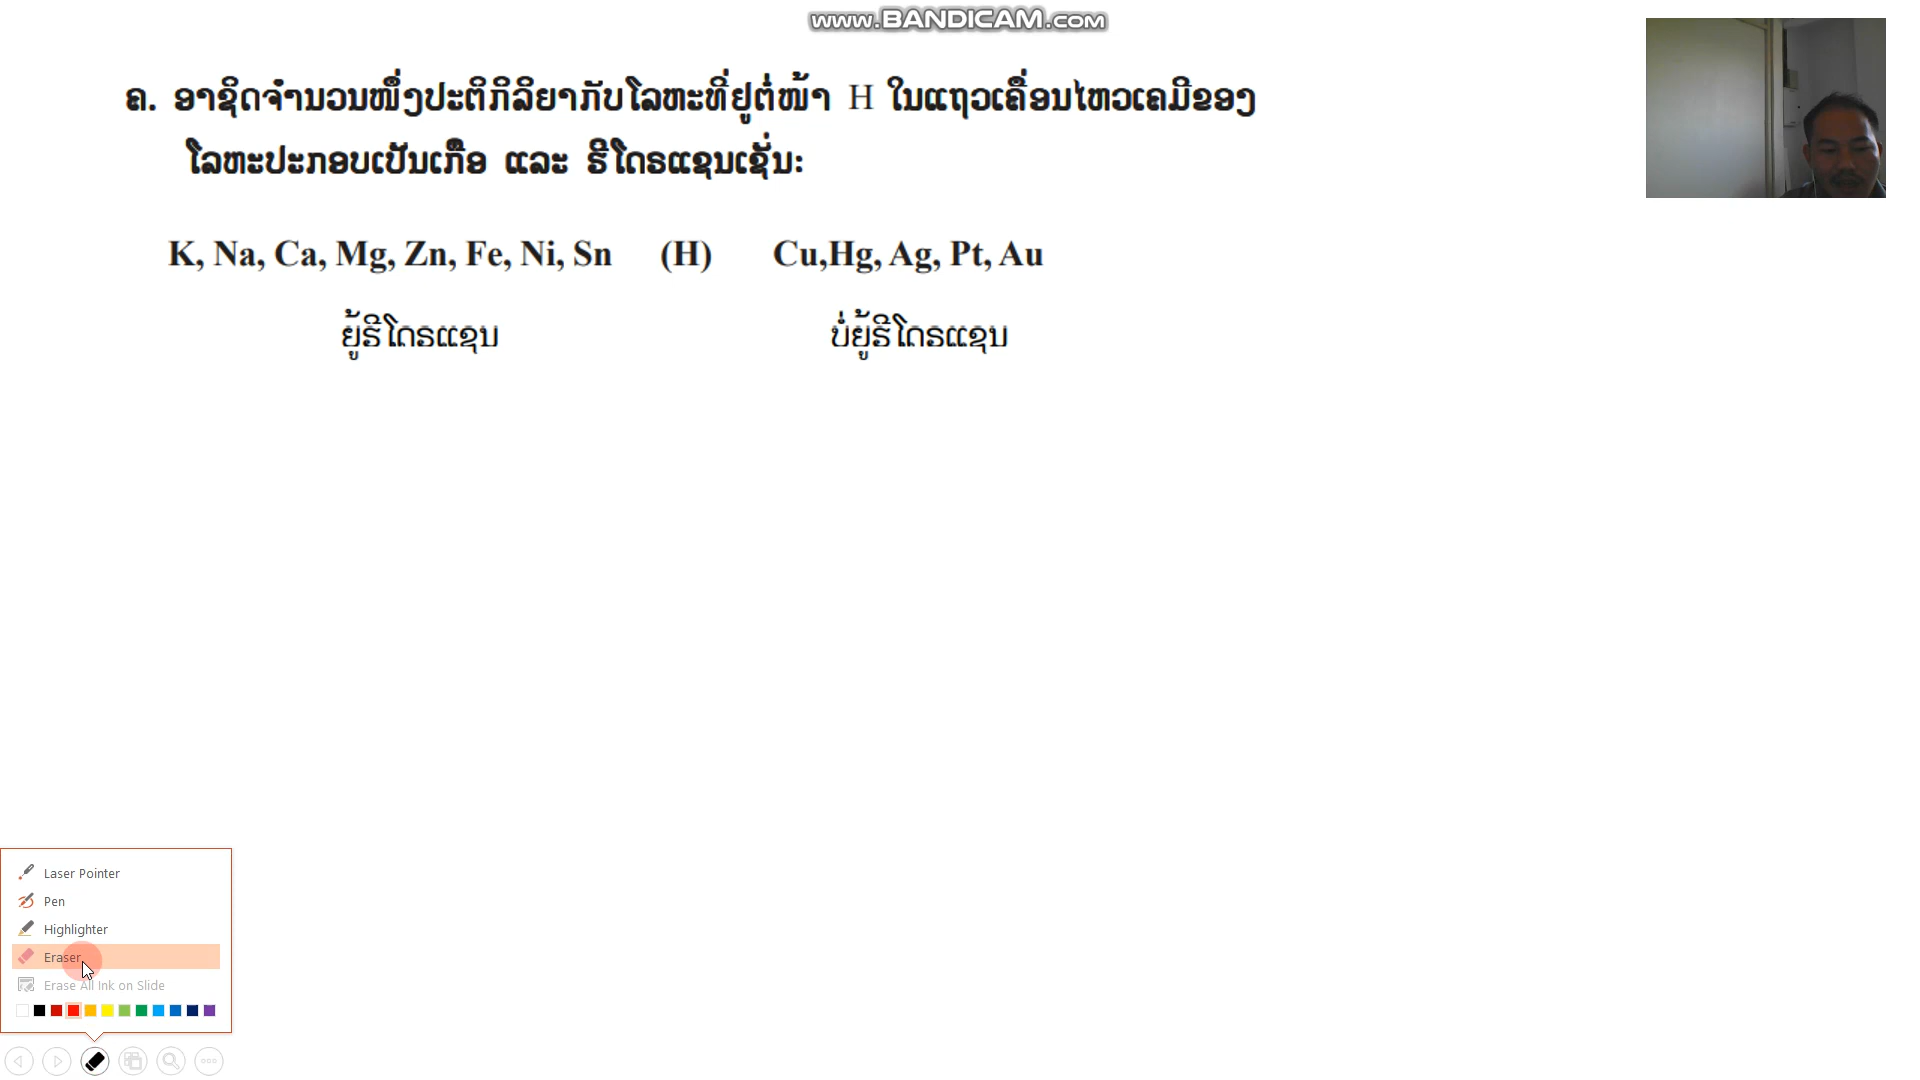 www.BANDICAM.com
ຄ. ອາຊິດຈຳນວນໜຶ່ງປະຕິກິລິຍາກັບໂລຫະທີ່ຢູ່ຕໍ່ໜ້າ H ໃນແຖວເຄື່ອນໄຫວເຄມີຂອງ
ໂລຫະປະກອບເປັນເກືອ ແລະ ຮີໂດຣແຊນເຊັ່ນ:
K, Na, Ca, Mg, Zn, Fe, Ni, Sn (H) Cu,Hg, Ag, Pt, Au
ຍູ້ຮີໂດຣແຊນ ບໍ່ຍູ້ຮີໂດຣແຊນ
Laser Pointer
Pen
Highlighter
Eraser
Erase All Ink on Slide